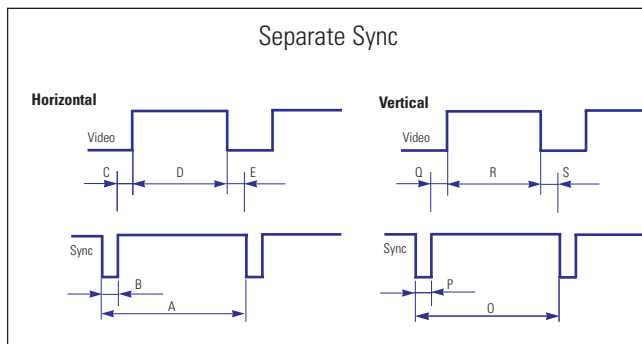 Separate Sync
Horizontal
Video
C D E
Sync
B
A
Vertical
Video
Q R S
Sync
P
O